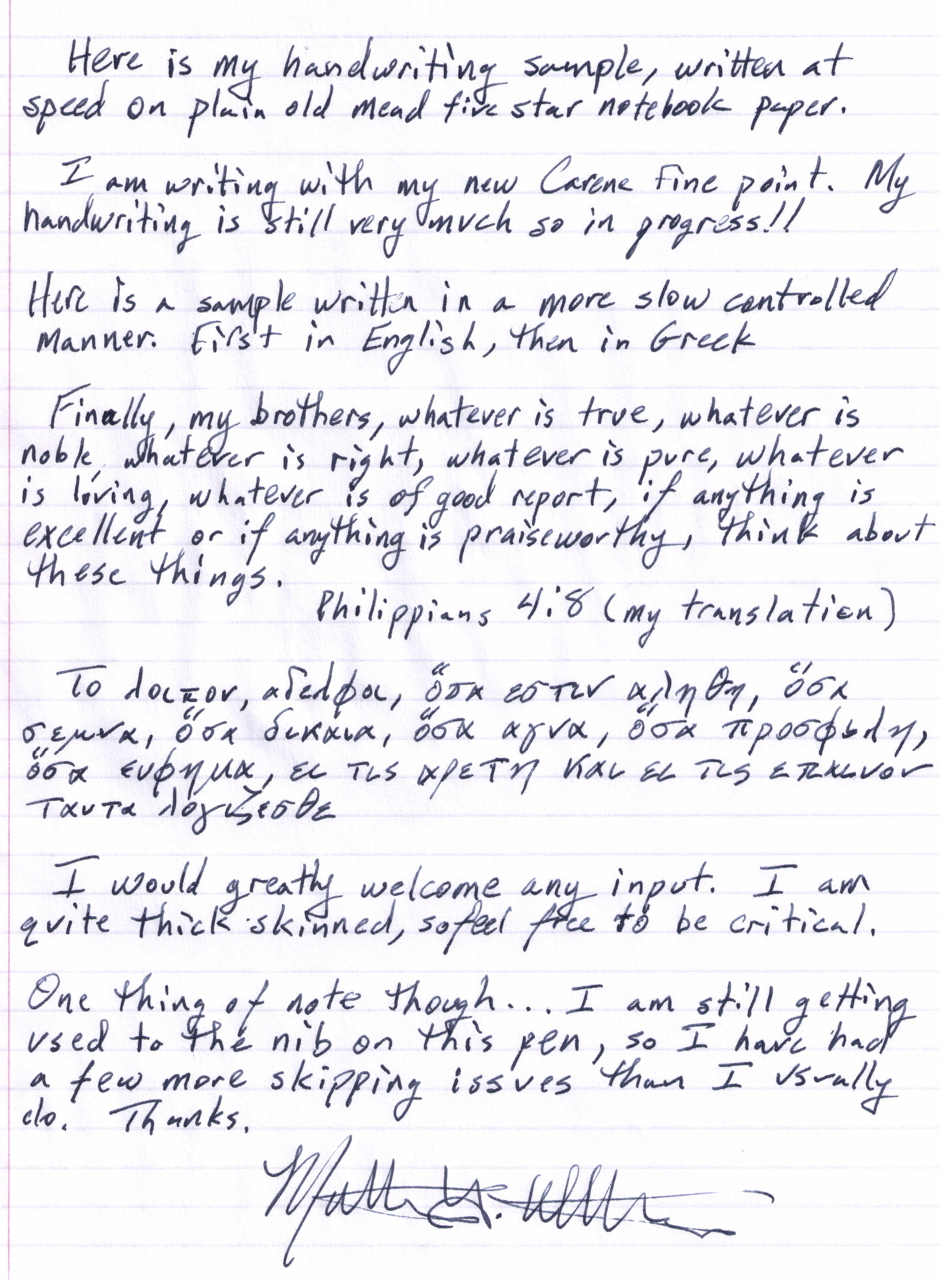 Here is my handwriting sample, written at
speed on plain old mead five star notebook paper.
I am writing with my new Carene Fine point. My
handwriting is still very much so in progress!!
Here is a sample written in a more slow controlled
manner. First in English, then in Greek
Finally, my brothers, whatever is true, whatever is
noble, whatever is right, whatever is pure, whatever
is loving, whatever is of good report, if anything is
excellent or if anything is praiseworthy, think about
these things.
Philippians 4:8 (my translation)
Το λοιπον, αδελφοι, ὅσα εστιν αληθη, ὅσα
σεμνα, ὅσα δικαια, ὅσα αγνα, ὅσα προσφιλη,
ὅσα ευφημα, ει τις αρετη και ει τις επαινον
ταυτα λογιζεσθε
I would greatly welcome any input. I am
quite thick skinned, so feel free to be critical.
One thing of note though... I am still getting
used to the nib on this pen, so I have had
a few more skipping issues than I usually
do. Thanks.